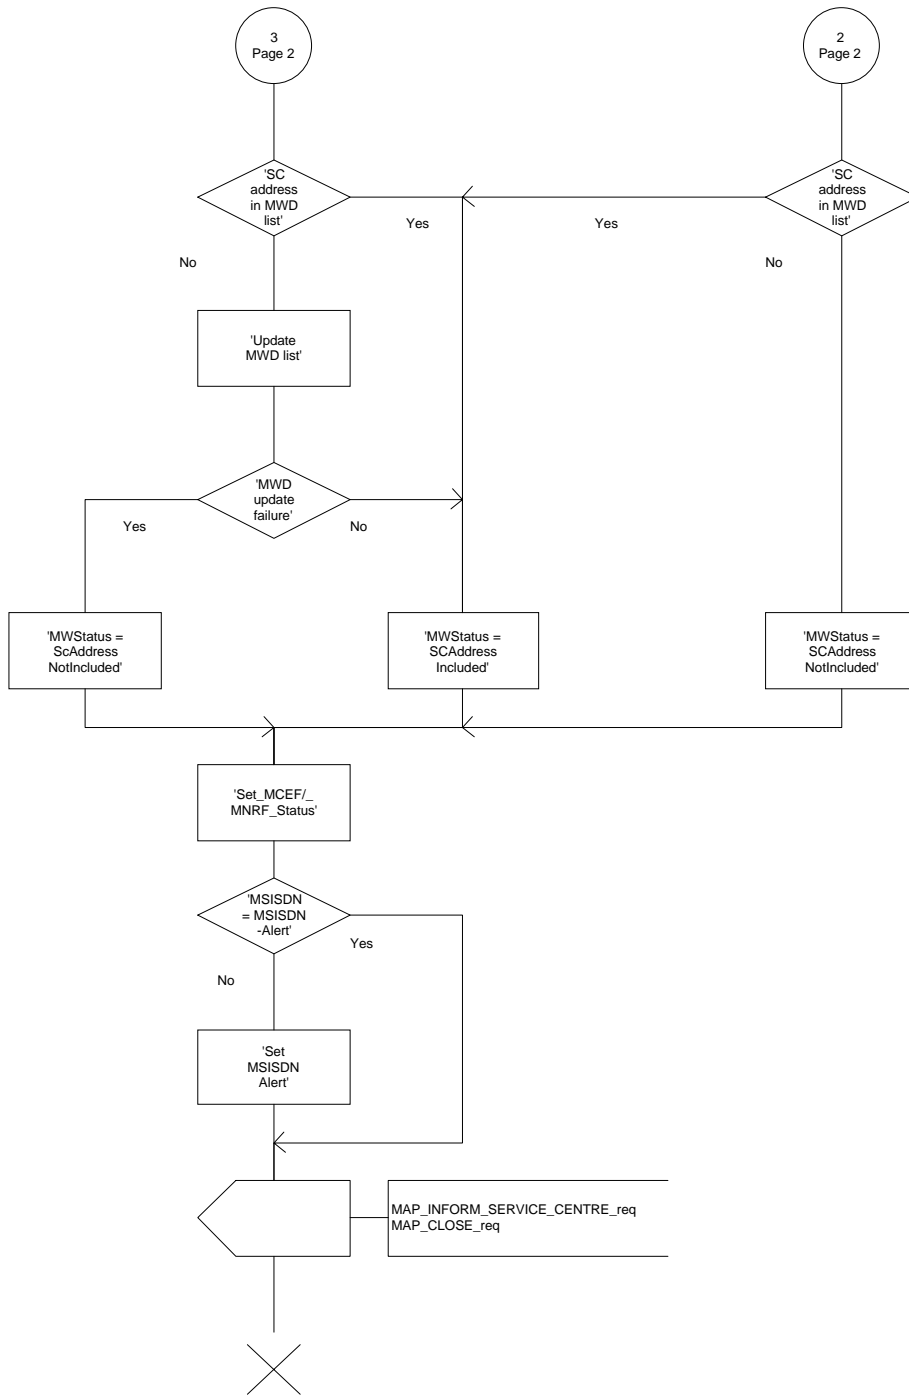 3
Page 2
2
Page 2
'SC
address
in MWD
list'
'SC
address
in MWD
list'
Yes
Yes
No
No
'Update
MWD list'
'MWD
update
failure'
Yes
No
'MWStatus =
ScAddress
NotIncluded'
'MWStatus =
SCAddress
Included'
'MWStatus =
SCAddress
NotIncluded'
'Set_MCEF/_
MNRF_Status'
'MSISDN
= MSISDN
-Alert'
Yes
No
'Set
MSISDN
Alert'
MAP_INFORM_SERVICE_CENTRE_req
MAP_CLOSE_req